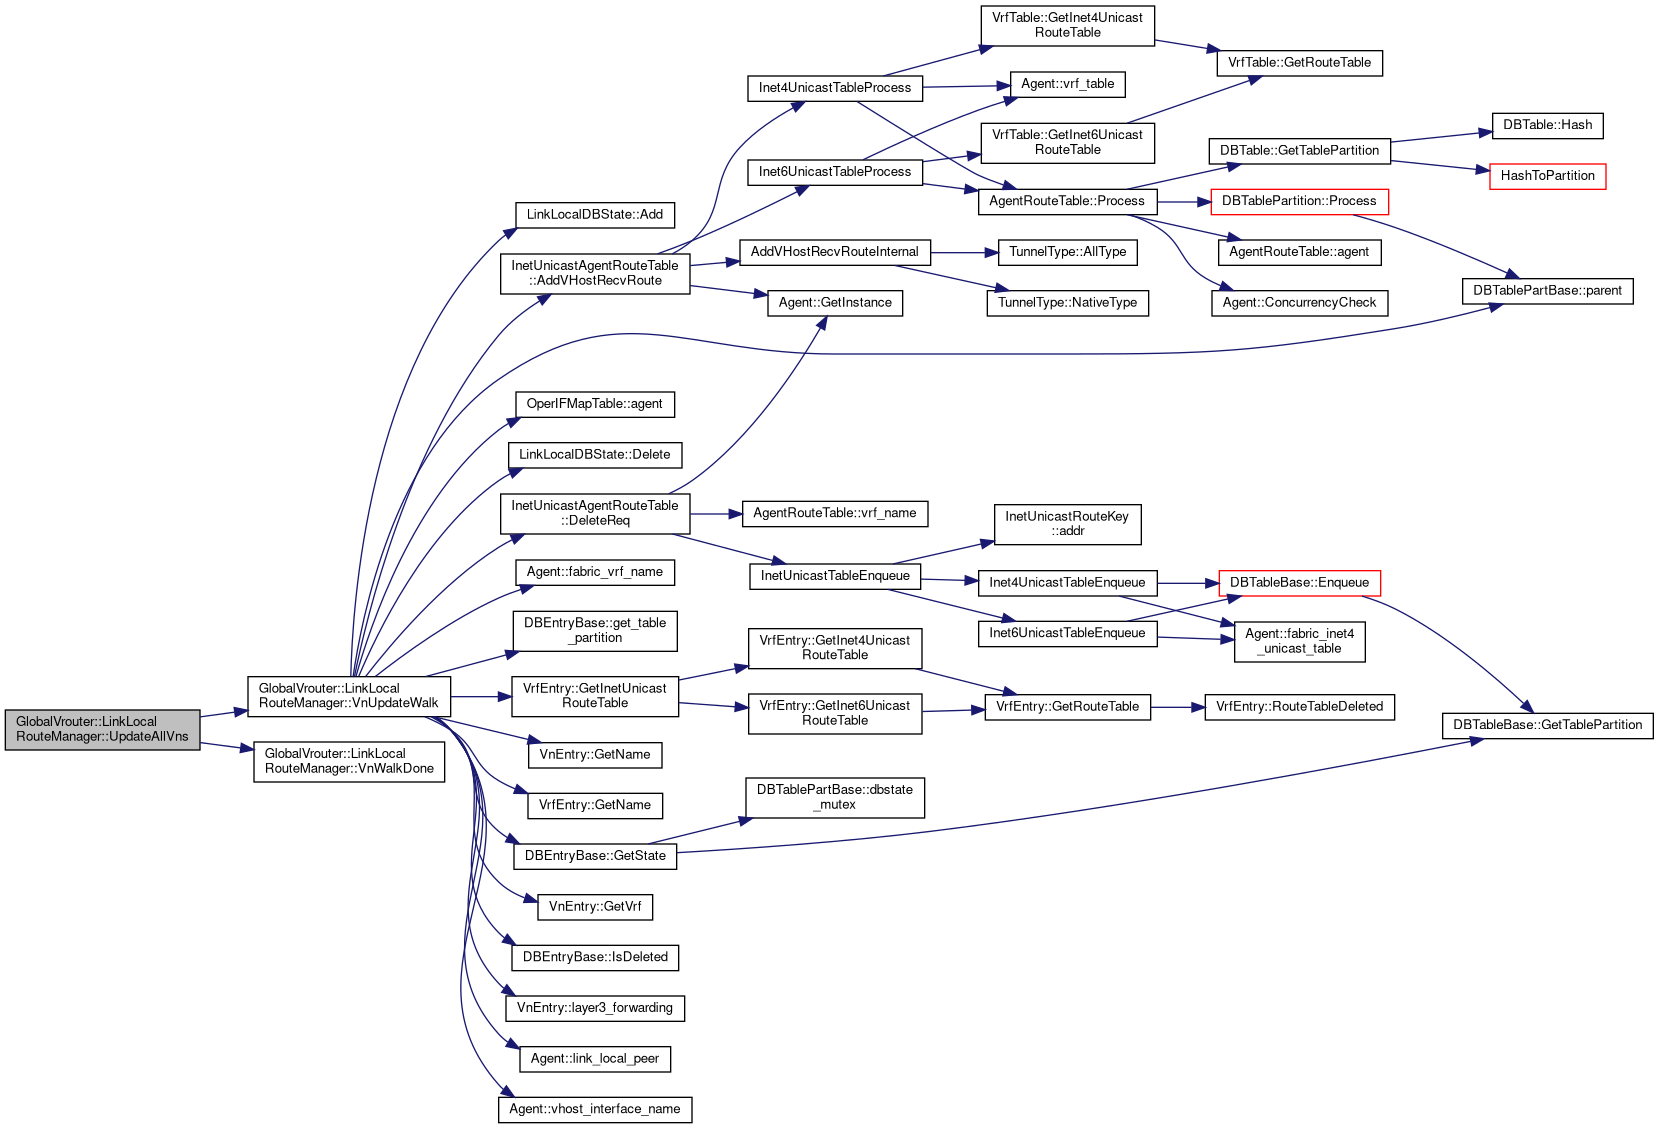 GlobalVrouter::LinkLocal
RouteManager::UpdateAllVns
GlobalVrouter::LinkLocal
RouteManager::VnUpdateWalk
GlobalVrouter::LinkLocal
RouteManager::VnWalkDone
LinkLocalDBState::Add
InetUnicastAgentRouteTable
::AddVHostRecvRoute
OperIFMapTable::agent
LinkLocalDBState::Delete
InetUnicastAgentRouteTable
::DeleteReq
Agent::fabric_vrf_name
DBEntryBase::get_table
_partition
VrfEntry::GetInetUnicast
RouteTable
VnEntry::GetName
VrfEntry::GetName
DBEntryBase::GetState
VnEntry::GetVrf
DBEntryBase::IsDeleted
VnEntry::layer3_forwarding
Agent::link_local_peer
Agent::vhost_interface_name
Inet4UnicastTableProcess
Inet6UnicastTableProcess
AddVHostRecvRouteInternal
Agent::GetInstance
AgentRouteTable::vrf_name
InetUnicastTableEnqueue
VrfEntry::GetInet4Unicast
RouteTable
VrfEntry::GetInet6Unicast
RouteTable
DBTablePartBase::dbstate
_mutex
VrfTable::GetInet4Unicast
RouteTable
Agent::vrf_table
VrfTable::GetInet6Unicast
RouteTable
AgentRouteTable::Process
TunnelType::AllType
TunnelType::NativeType
InetUnicastRouteKey
::addr
Inet4UnicastTableEnqueue
Inet6UnicastTableEnqueue
VrfEntry::GetRouteTable
VrfTable::GetRouteTable
DBTable::GetTablePartition
DBTablePartition::Process
AgentRouteTable::agent
Agent::ConcurrencyCheck
DBTableBase::Enqueue
Agent::fabric_inet4
_unicast_table
VrfEntry::RouteTableDeleted
DBTable::Hash
HashToPartition
DBTablePartBase::parent
DBTableBase::GetTablePartition